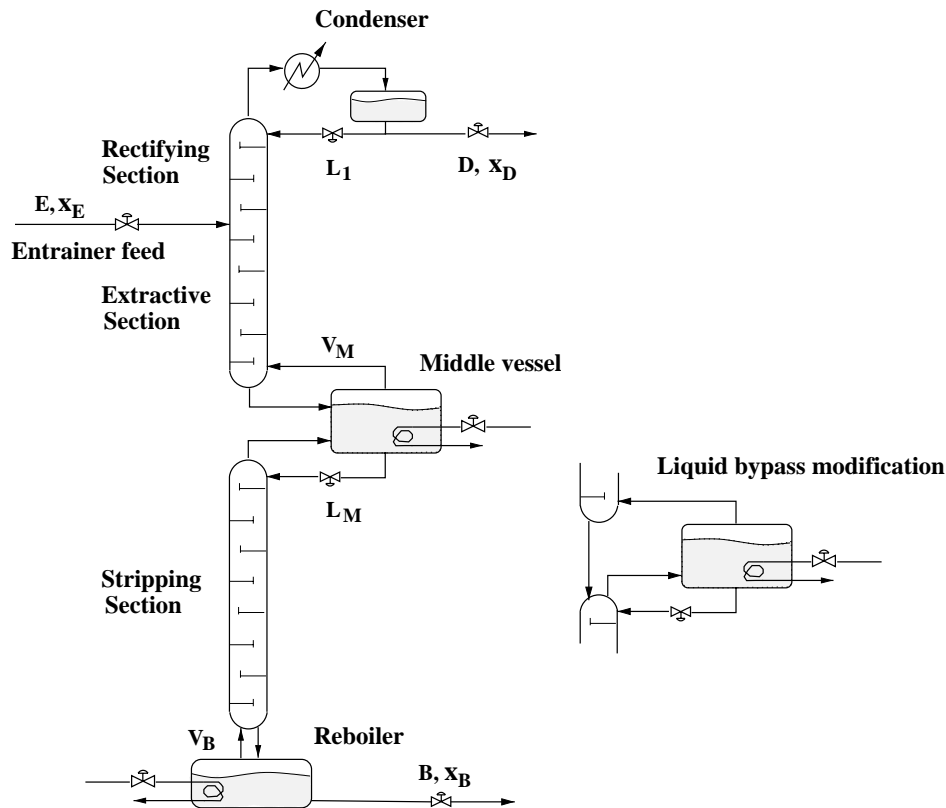 Condenser
Rectifying
Section
L1
D, xD
E, xE
Entrainer feed
Extractive
Section
VM
Middle vessel
LM
Liquid bypass modification
Stripping
Section
VB
Reboiler
B, xB